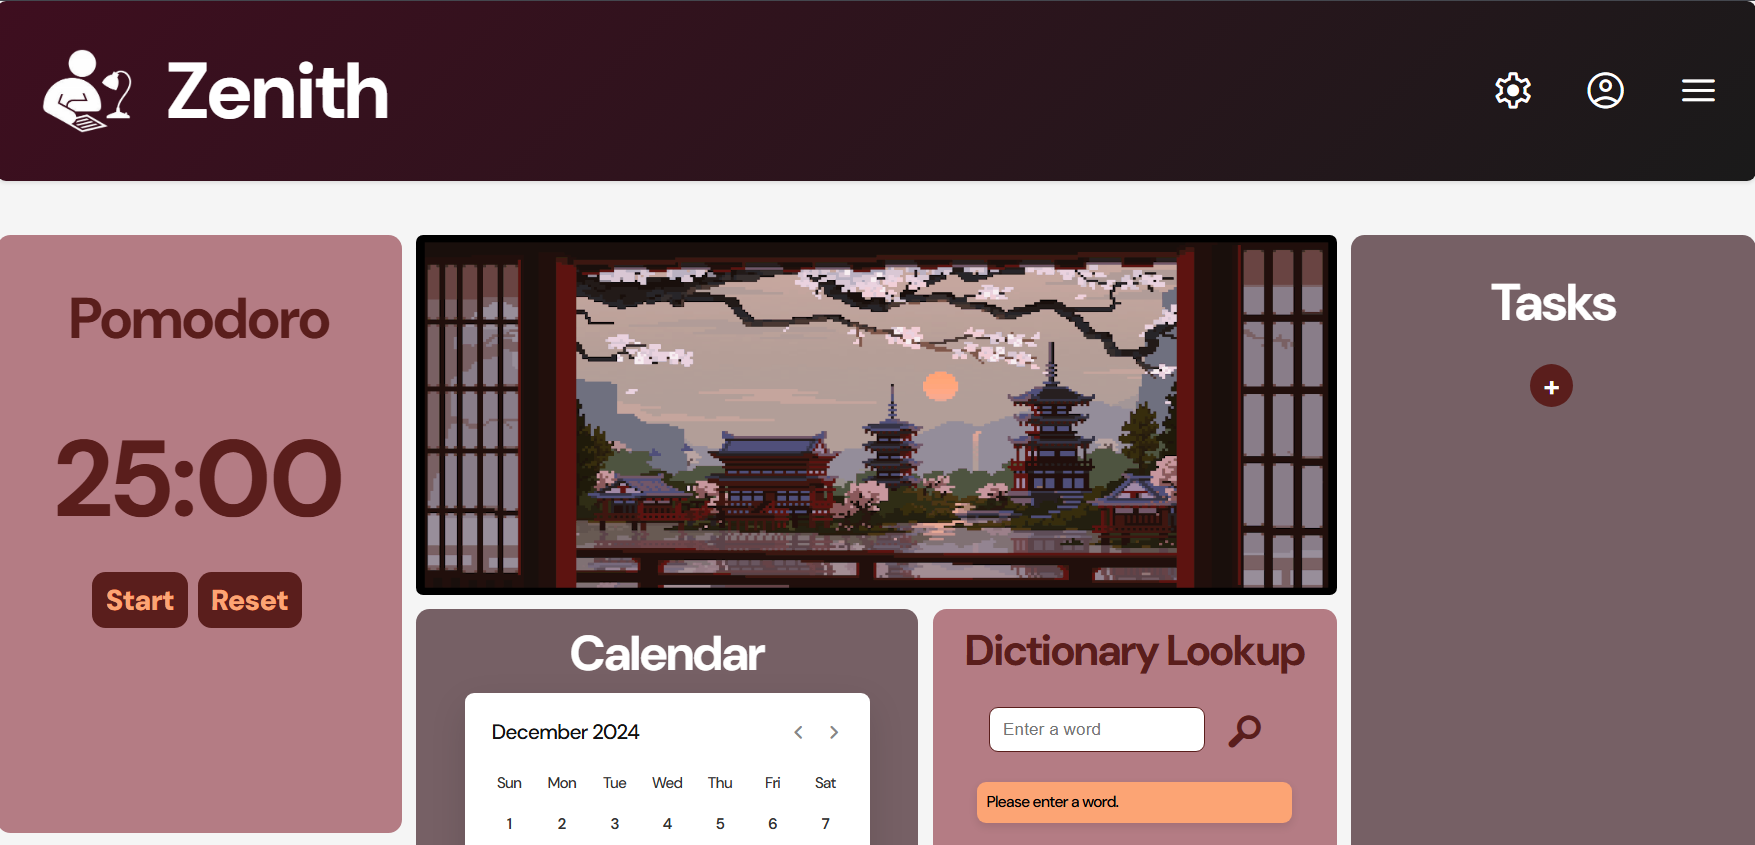 Zenith
Pomodoro
25:00
Start Reset
Tasks
+
Calendar
December 2024
Sun Mon Tue Wed Thu Fri Sat
1 2 3 4 5 6 7
Dictionary Lookup
Enter a word
Please enter a word.